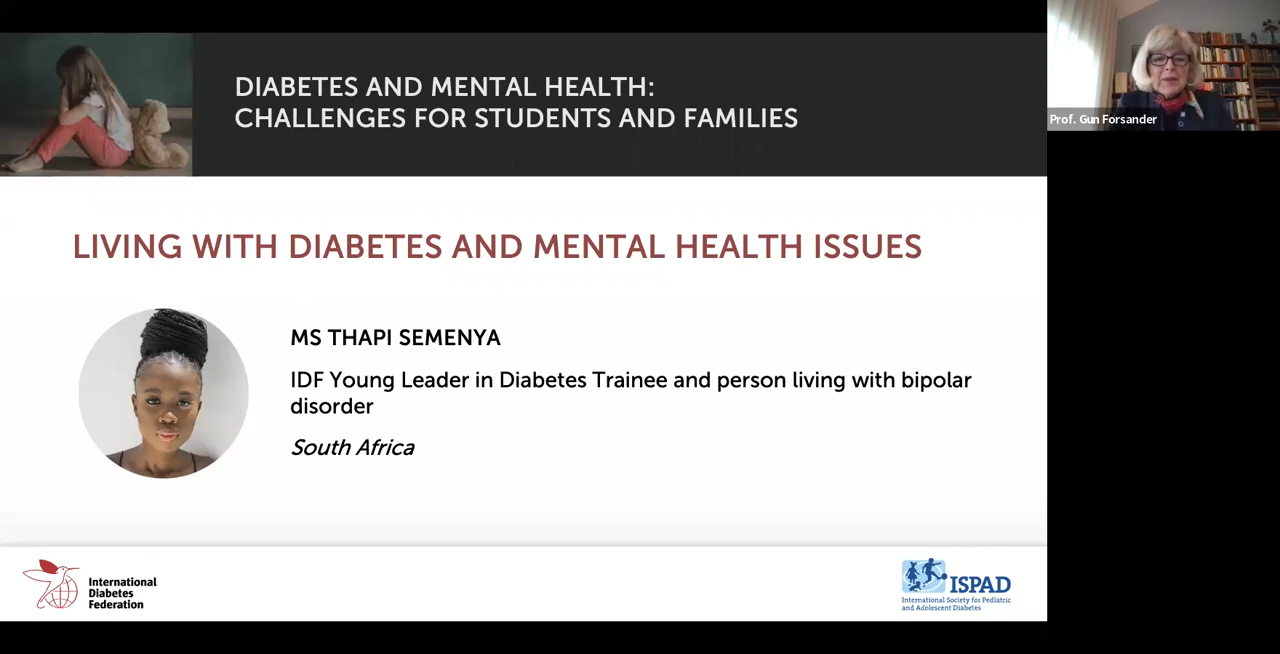 DIABETES AND MENTAL HEALTH:
CHALLENGES FOR STUDENTS AND FAMILIES
Prof. Gun Forsander
LIVING WITH DIABETES AND MENTAL HEALTH ISSUES
MS THAPI SEMENYA
IDF Young Leader in Diabetes Trainee and person living with bipolar
disorder
South Africa
International
Diabetes
Federation
ISPAD
International Society for Pediatric
and Adolescent Diabetes